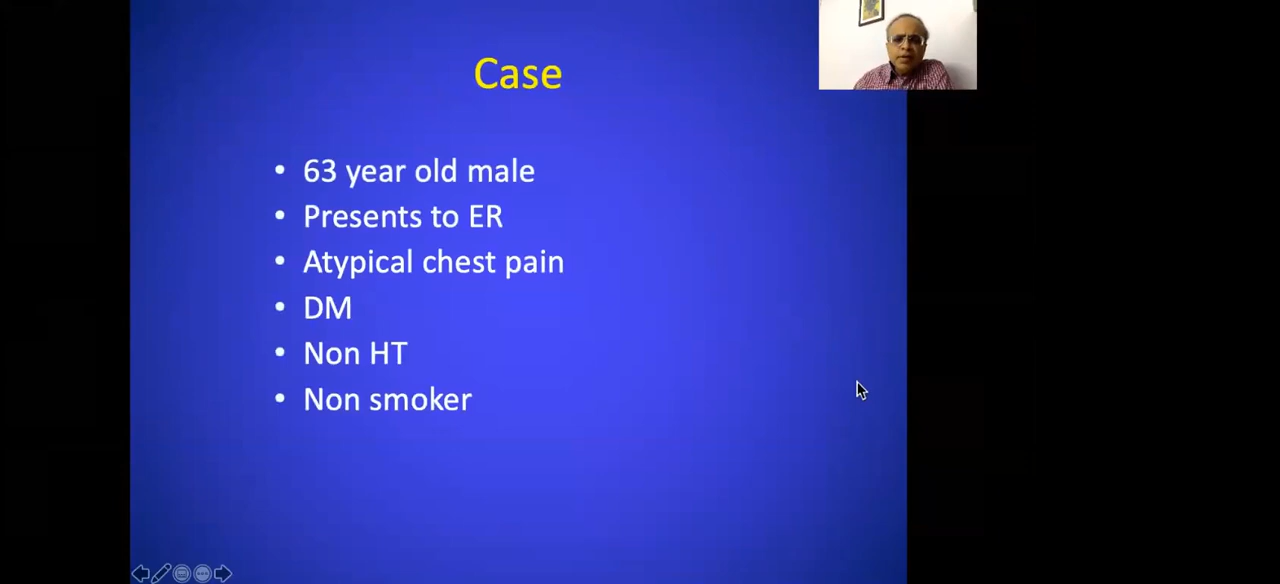 Case
• 63 year old male
• Presents to ER
• Atypical chest pain
• DM
• Non HT
• Non smoker